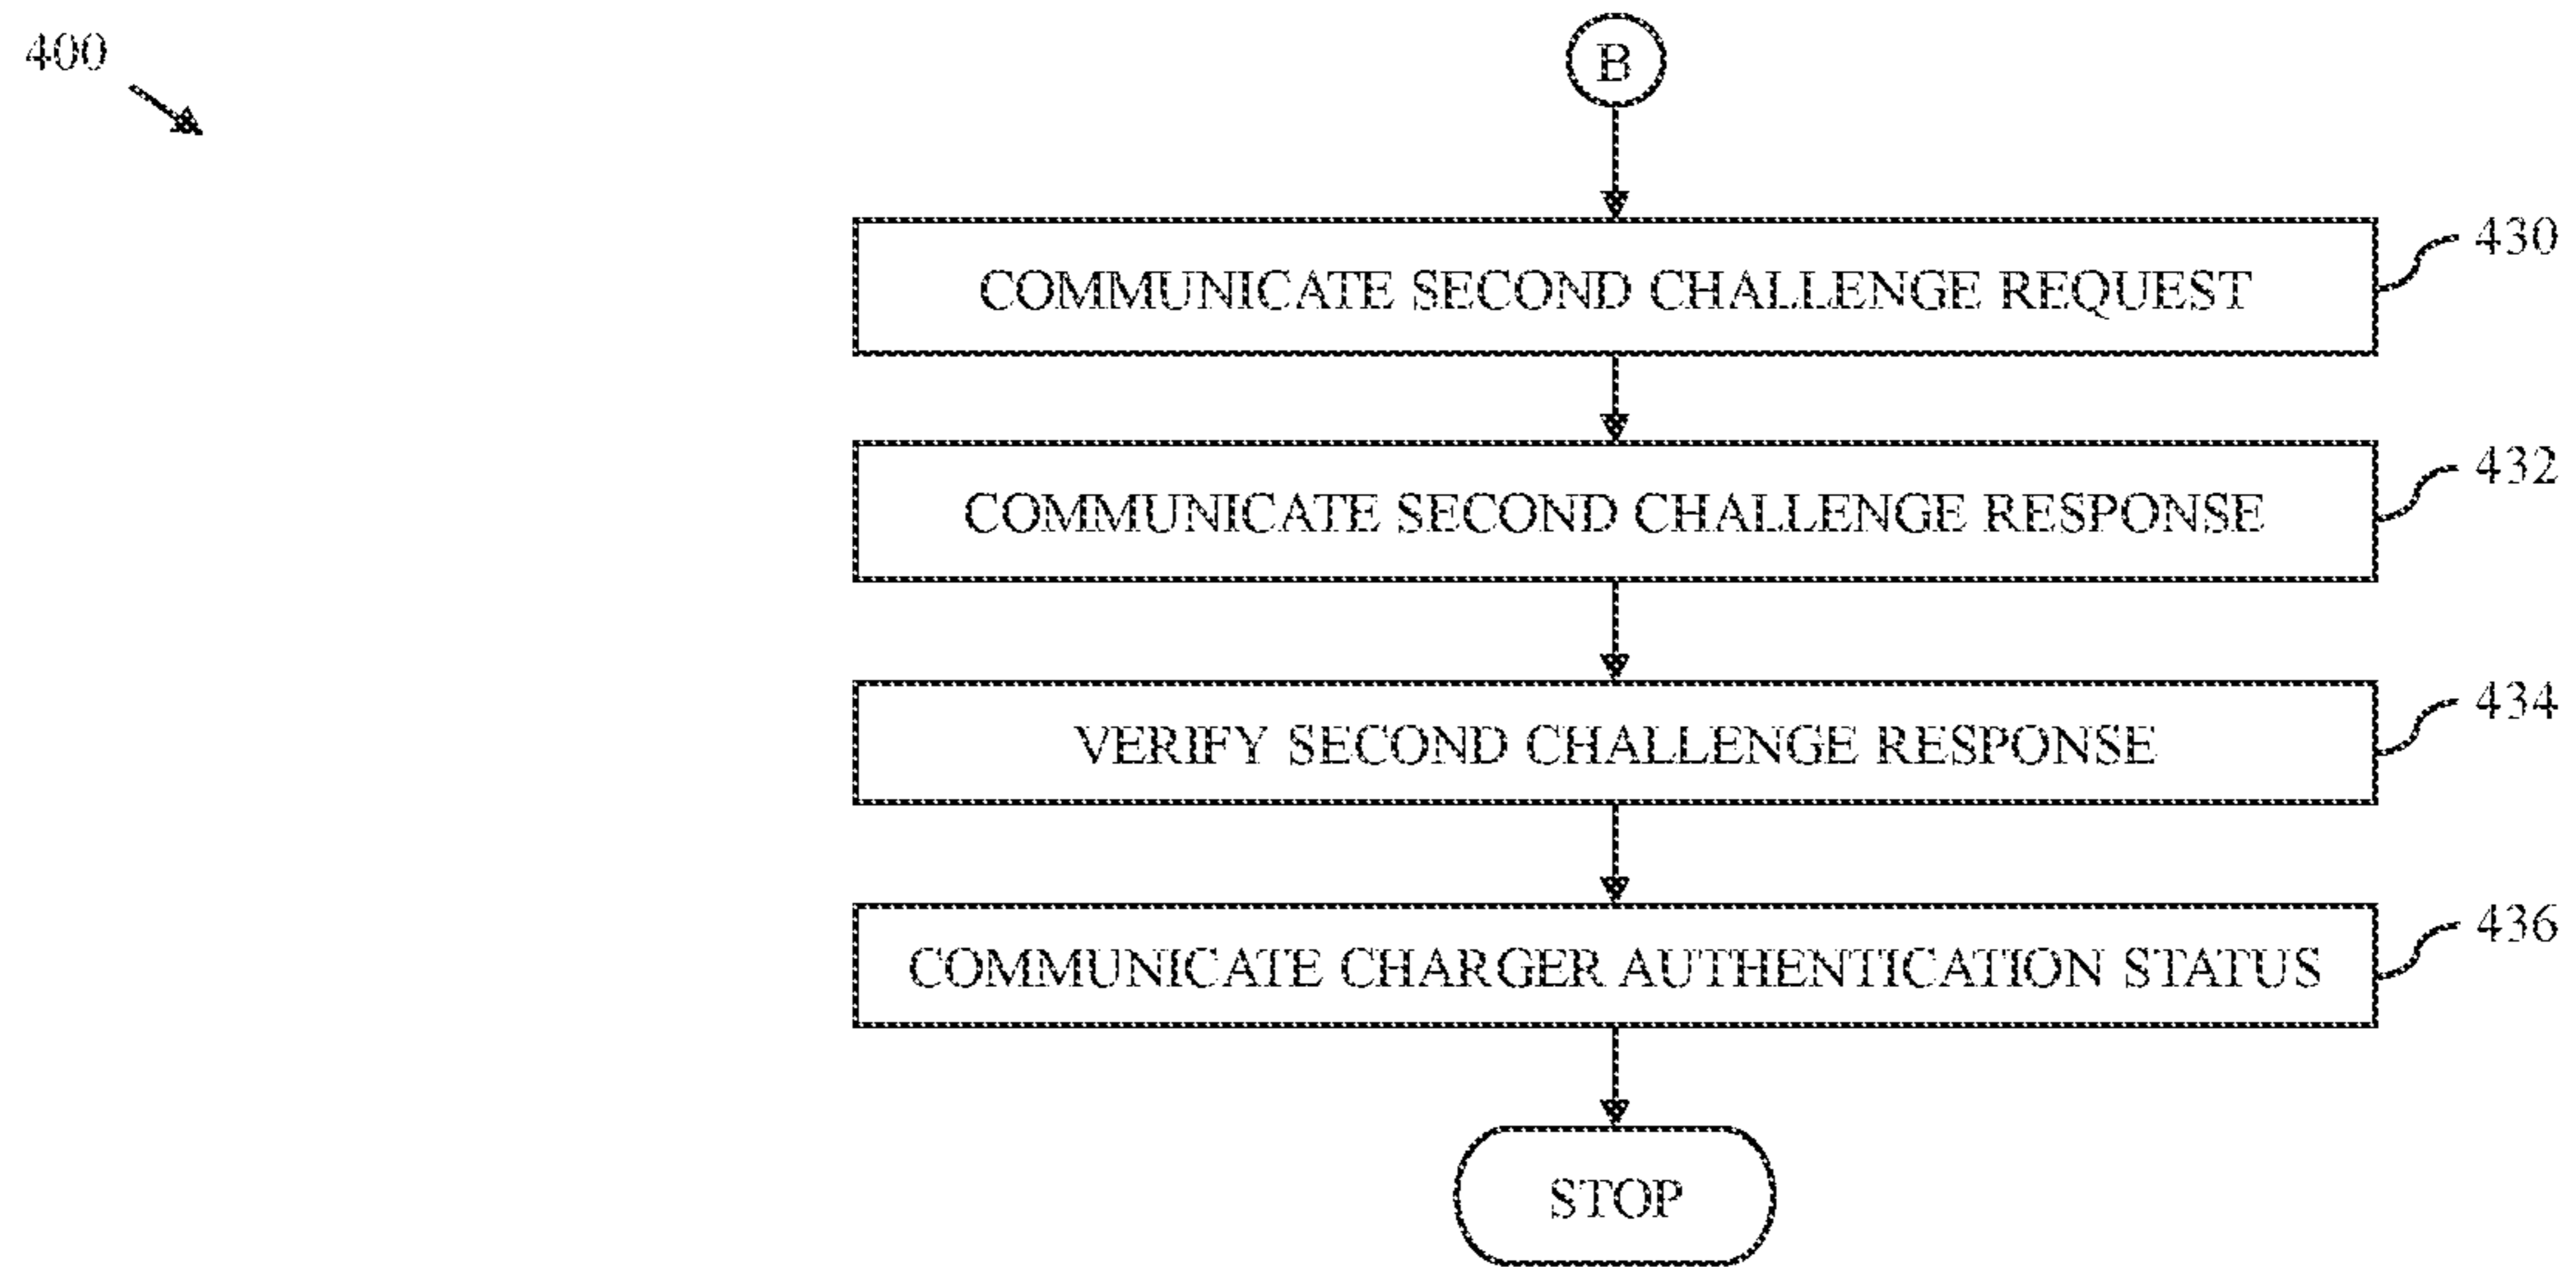 400
B
COMMUNICATE SECOND CHALLENGE REQUEST
430
COMMUNICATE SECOND CHALLENGE RESPONSE
432
VERIFY SECOND CHALLENGE RESPONSE
434
COMMUNICATE CHARGER AUTHENTICATION STATUS
436
STOP